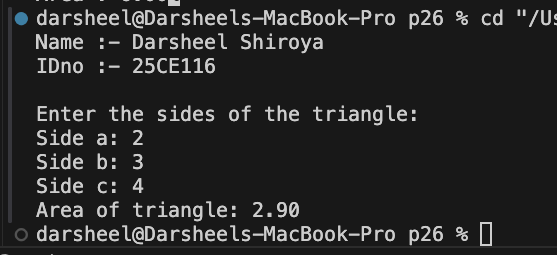 darsheel@Darsheels-MacBook-Pro p26 % cd "/Us
Name :- Darsheel Shiroya
IDno :- 25CE116
Enter the sides of the triangle:
Side a: 2
Side b: 3
Side c: 4
Area of triangle: 2.90
darsheel@Darsheels-MacBook-Pro p26 %